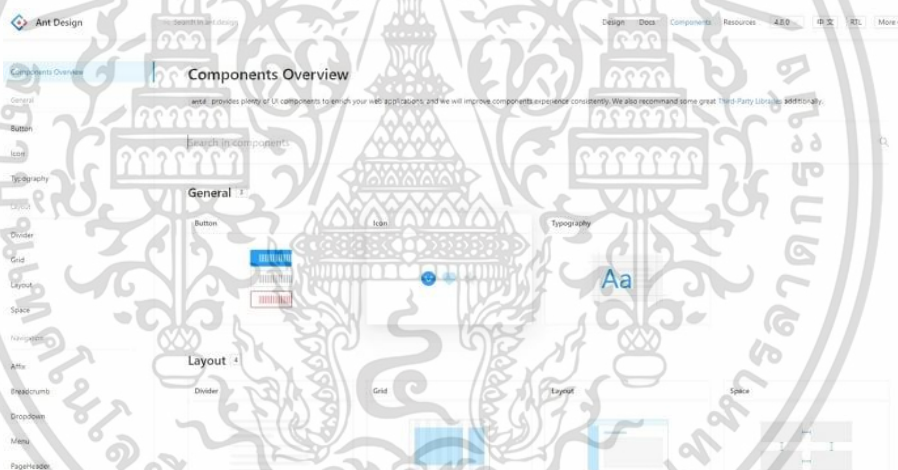 Ant Design
Search in ant.design
Design Docs Components Resources 4.8.0 中 文 RTL More
Components Overview
General
Button
Icon
Typography
Layout
Divider
Grid
Layout
Space
Navigation
Affix
Breadcrumb
Dropdown
Menu
PageHeader
Components Overview
antd provides plenty of UI components to enrich your web applications, and we will improve components experience consistently. We also recommand some great Third-Party Libraries additionally.
Search in components
General 3
Button Icon Typography
Aa
Layout 4
Divider Grid Layout Space